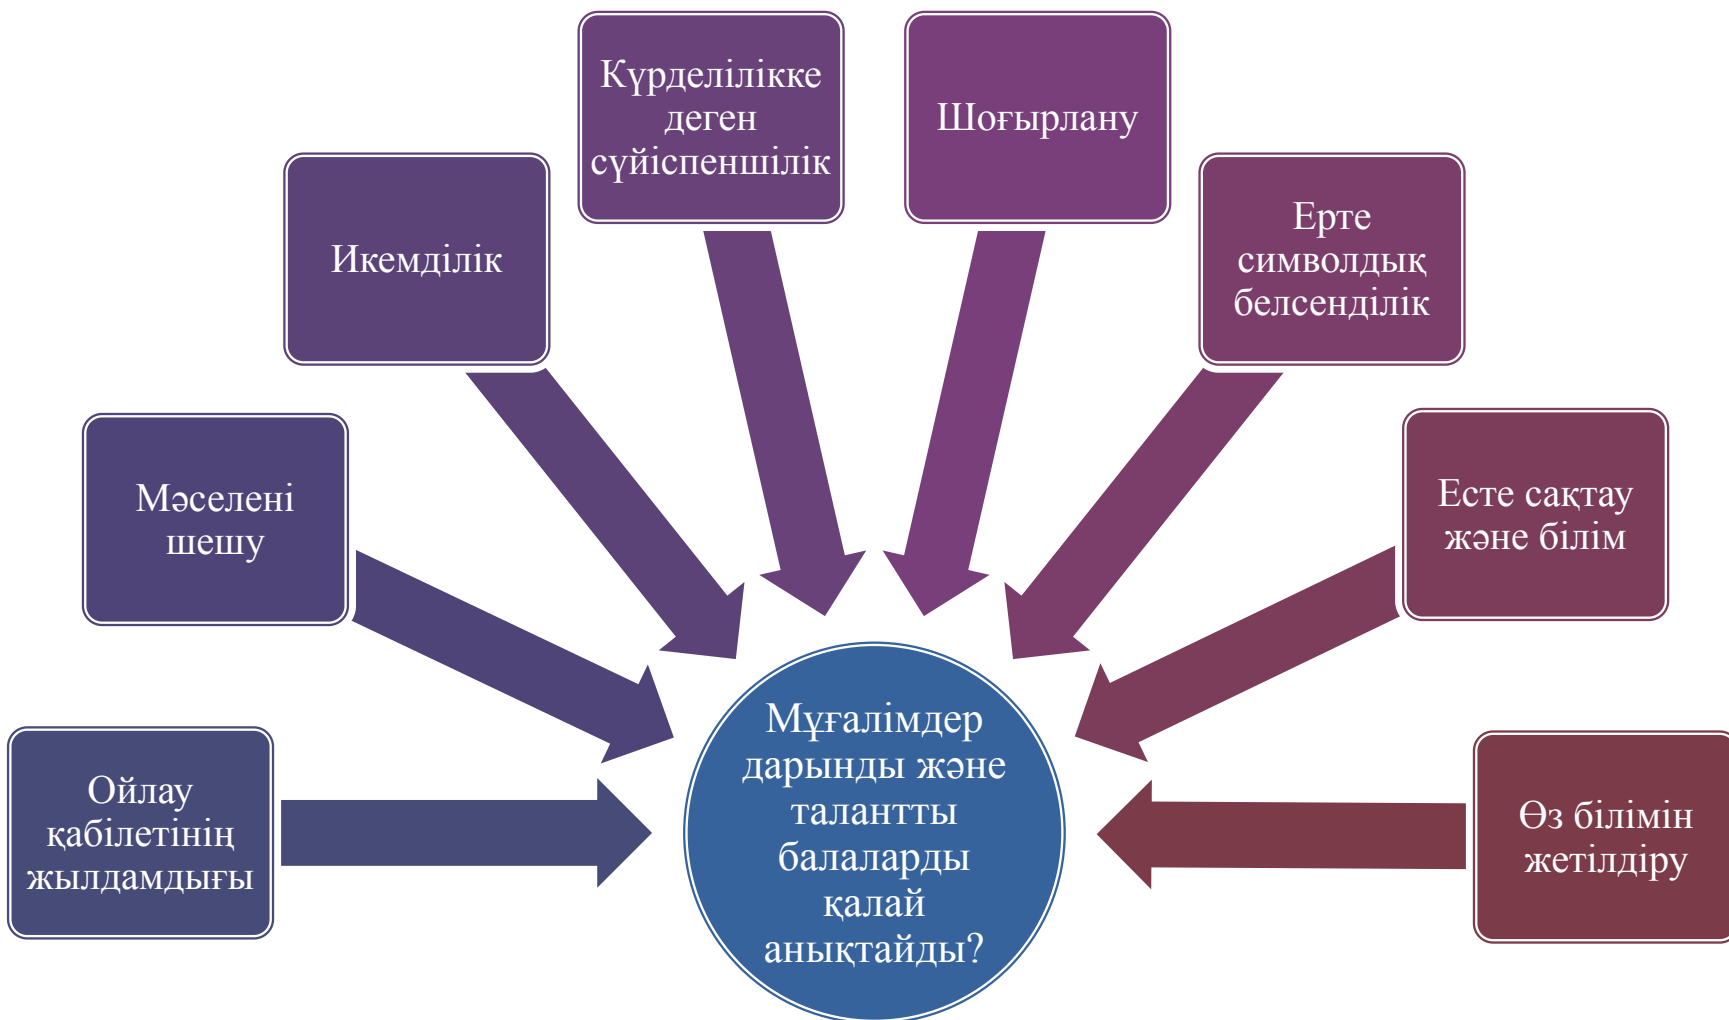 Күрделілікке
деген
сүйіспеншілік
Шоғырлану
Икемділік
Ерте
символдық
белсенділік
Мәселені
шешу
Есте сақтау
және білім
Ойлау
қабілетінің
жылдамдығы
Мұғалімдер
дарынды және
талантты
балаларды
қалай
анықтайды?
Өз білімін
жетілдіру